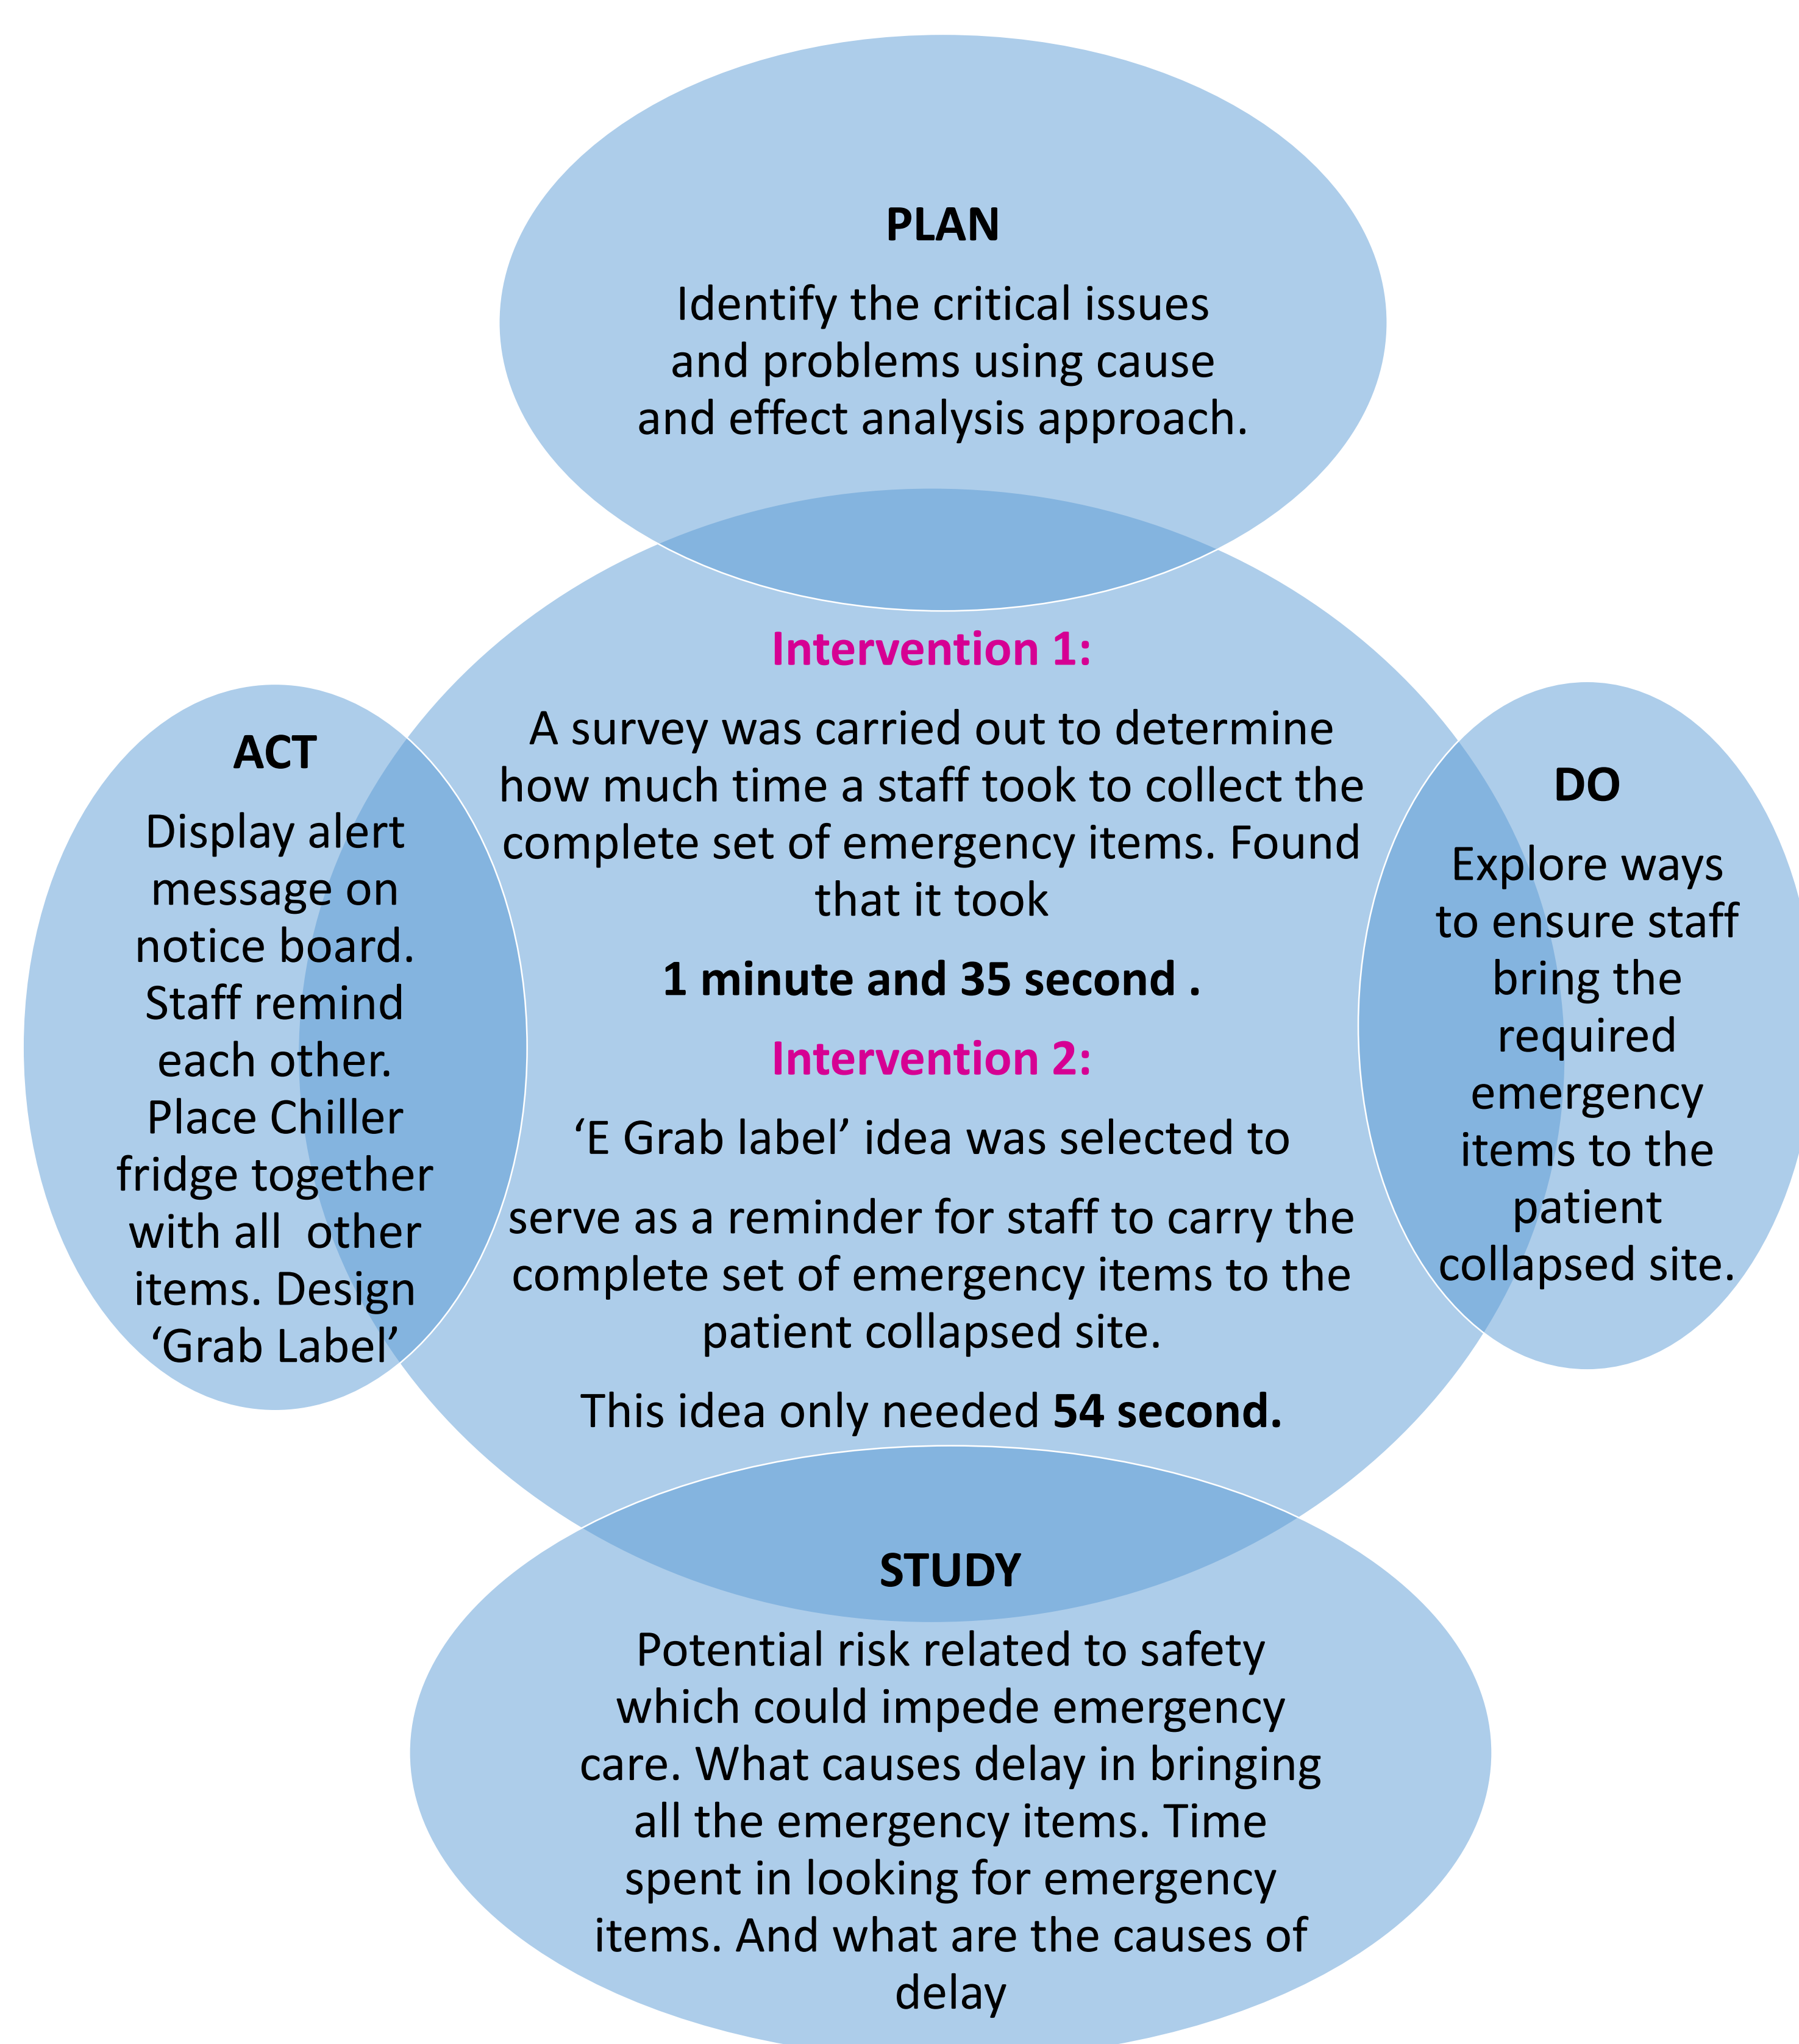 PLAN
Identify the critical issues
and problems using cause
and effect analysis approach.
Intervention 1:
A survey was carried out to determine
how much time a staff took to collect the
complete set of emergency items. Found
that it took
1 minute and 35 second .
Intervention 2:
‘E Grab label’ idea was selected to
serve as a reminder for staff to carry the
complete set of emergency items to the
patient collapsed site.
This idea only needed 54 second.
ACT
Display alert
message on
notice board.
Staff remind
each other.
Place Chiller
fridge together
with all  other
items. Design
‘Grab Label’
DO
Explore ways
to ensure staff
bring the
required
emergency
items to the
patient
collapsed site.
STUDY
Potential risk related to safety
which could impede emergency
care. What causes delay in bringing
all the emergency items. Time
spent in looking for emergency
items. And what are the causes of
delay